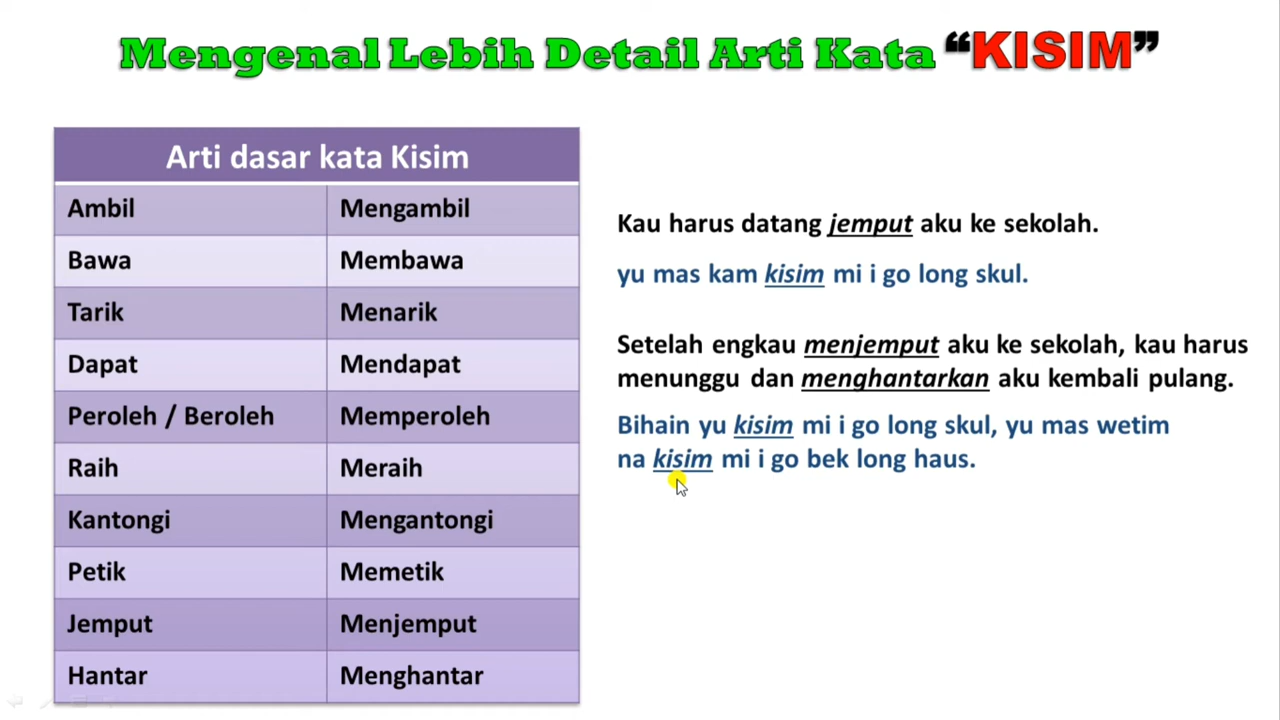 Mengenal Lebih Detail Arti Kata “KISIM”
Arti dasar kata Kisim
Ambil Mengambil
Bawa Membawa
Tarik Menarik
Dapat Mendapat
Peroleh / Beroleh Memperoleh
Raih Meraih
Kantongi Mengantongi
Petik Memetik
Jemput Menjemput
Hantar Menghantar
Kau harus datang jemput aku ke sekolah.
yu mas kam kisim mi i go long skul.
Setelah engkau menjemput aku ke sekolah, kau harus
menunggu dan menghantarkan aku kembali pulang.
Bihain yu kisim mi i go long skul, yu mas wetim
na kisim mi i go bek long haus.